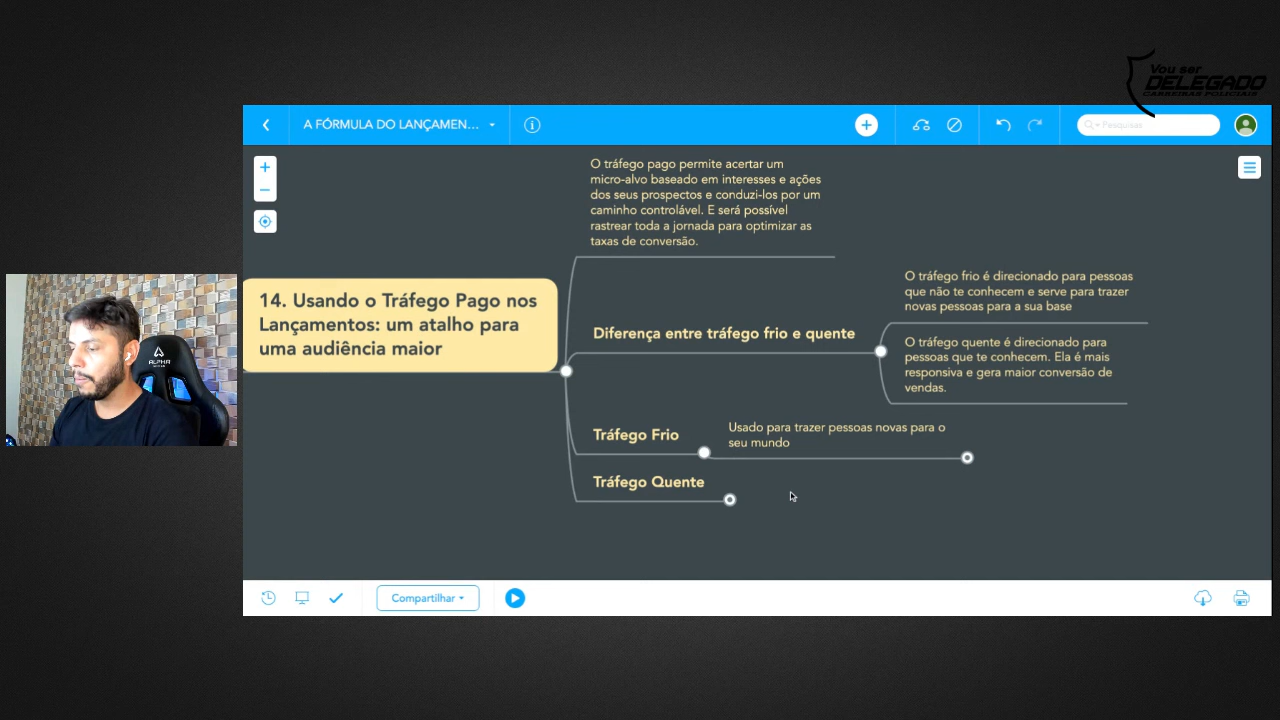 Vou ser
DELEGADO
CARREIRAS POLICIAIS
A FÓRMULA DO LANÇAMEN...
Pesquisar
O tráfego pago permite acertar um
micro-alvo baseado em interesses e ações
dos seus prospectos e conduzi-los por um
caminho controlável. E será possível
rastrear toda a jornada para optimizar as
taxas de conversão.
14. Usando o Tráfego Pago nos
Lançamentos: um atalho para
uma audiência maior
Diferença entre tráfego frio e quente
O tráfego frio é direcionado para pessoas
que não te conhecem e serve para trazer
novas pessoas para a sua base
O tráfego quente é direcionado para
pessoas que te conhecem. Ela é mais
responsiva e gera maior conversão de
vendas.
Tráfego Frio
Usado para trazer pessoas novas para o
seu mundo
Tráfego Quente
ALPHA
Compartilhar